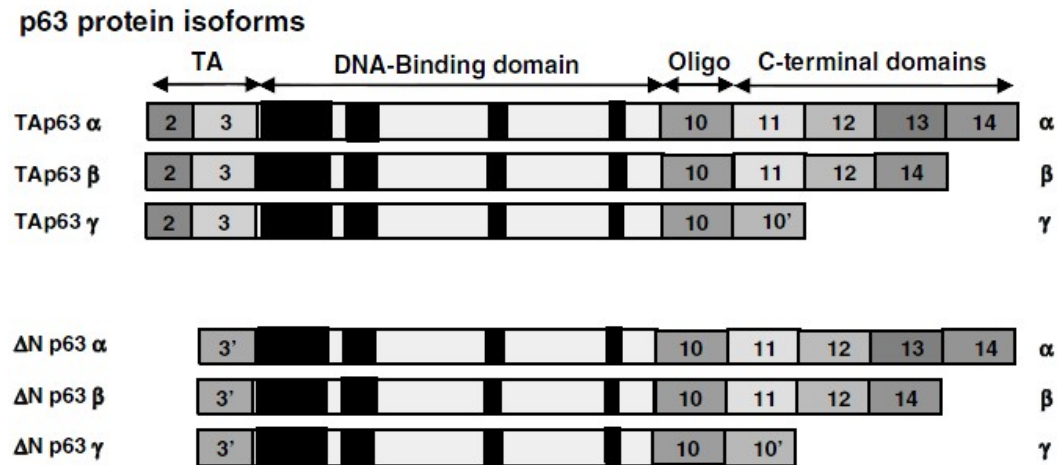 p63 protein isoforms
TA DNA-Binding domain Oligo C-terminal domains
TAp63 α 2 3 10 11 12 13 14 α
TAp63 β 2 3 10 11 12 14 β
TAp63 γ 2 3 10 10’ γ
ΔN p63 α 3’ 10 11 12 13 14 α
ΔN p63 β 3’ 10 11 12 14 β
ΔN p63 γ 3’ 10 10’ γ